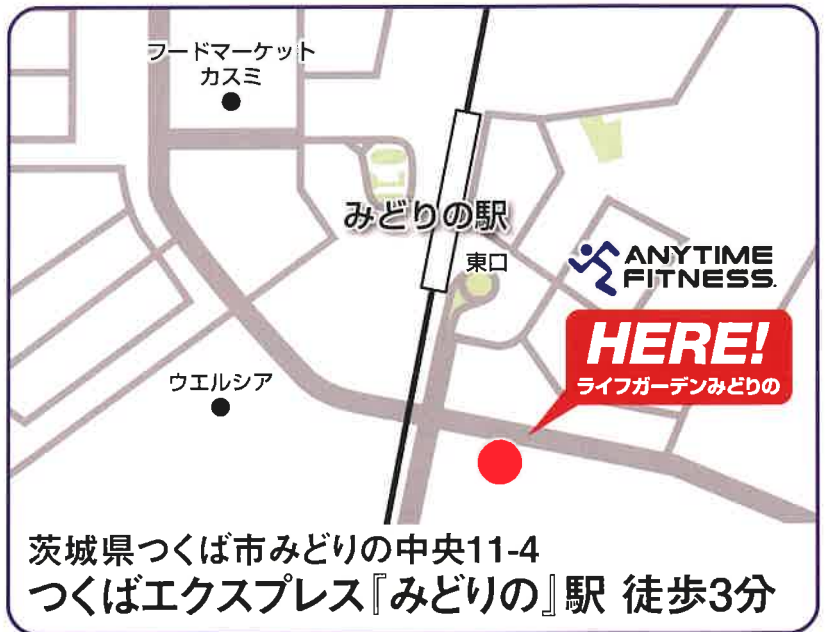 フードマーケット
カスミ
みどりの駅
東口
ANYTIME
FITNESS.
HERE!
ライフガーデンみどりの
ウエルシア
茨城県つくば市みどりの中央11-4
つくばエクスプレス『みどりの』駅 徒歩3分